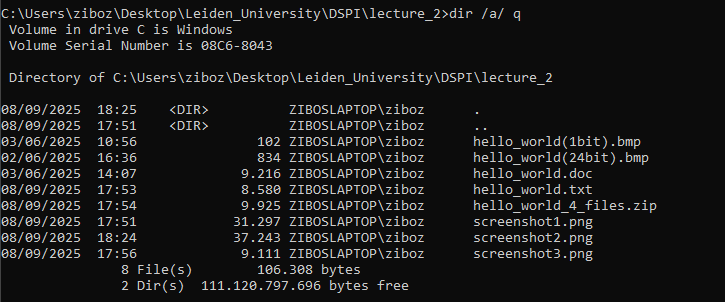 C:\Users\ziboz\Desktop\Leiden_University\DSPI\lecture_2>dir /a/ q
Volume in drive C is Windows
Volume Serial Number is 08C6-8043
Directory of C:\Users\ziboz\Desktop\Leiden_University\DSPI\lecture_2
08/09/2025 18:25 <DIR> ZIBOSLAPTOP\ziboz .
08/09/2025 17:51 <DIR> ZIBOSLAPTOP\ziboz ..
03/06/2025 10:56 102 ZIBOSLAPTOP\ziboz hello_world(1bit).bmp
02/06/2025 16:36 834 ZIBOSLAPTOP\ziboz hello_world(24bit).bmp
03/06/2025 14:07 9.216 ZIBOSLAPTOP\ziboz hello_world.doc
08/09/2025 17:53 8.580 ZIBOSLAPTOP\ziboz hello_world.txt
08/09/2025 17:54 9.925 ZIBOSLAPTOP\ziboz hello_world_4_files.zip
08/09/2025 17:51 31.297 ZIBOSLAPTOP\ziboz screenshot1.png
08/09/2025 18:24 37.243 ZIBOSLAPTOP\ziboz screenshot2.png
08/09/2025 17:56 9.111 ZIBOSLAPTOP\ziboz screenshot3.png
8 File(s) 106.308 bytes
2 Dir(s) 111.120.797.696 bytes free